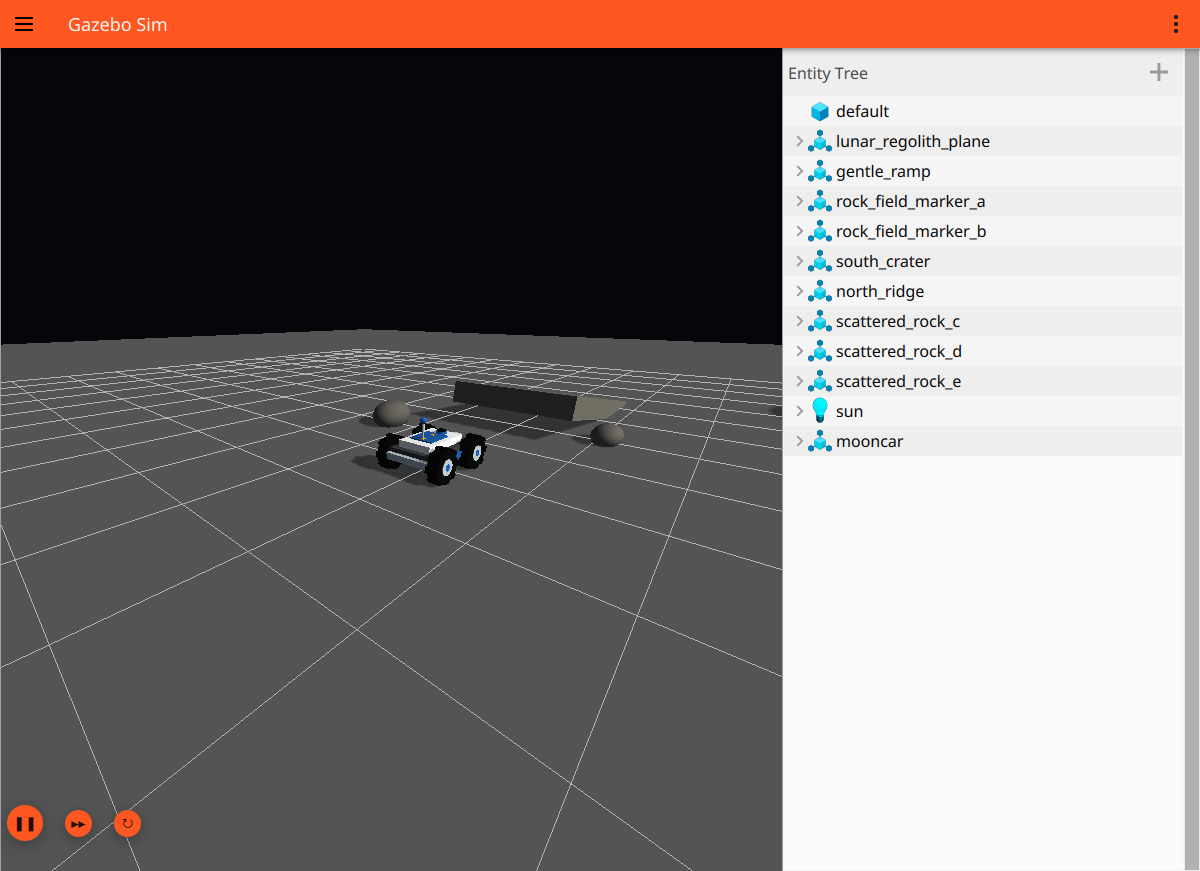 Gazebo Sim
Entity Tree
default
lunar_regolith_plane
gentle_ramp
rock_field_marker_a
rock_field_marker_b
south_crater
north_ridge
scattered_rock_c
scattered_rock_d
scattered_rock_e
sun
mooncar